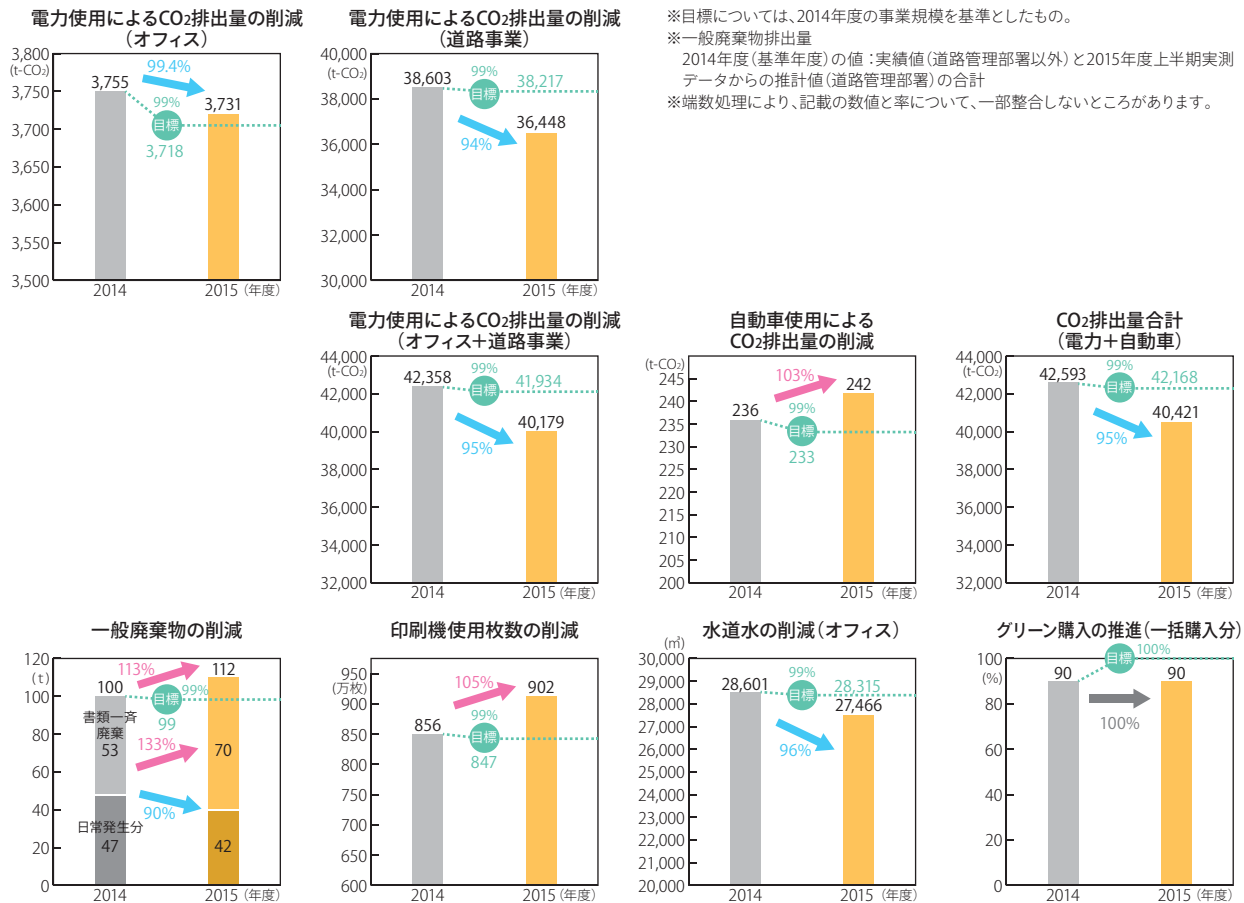 電力使用によるCO2排出量の削減
(オフィス)
3,800
(t-CO2)
3,750
3,700
3,650
3,600
3,550
3,500
3,755
99.4%
3,731
99%
目標
3,718
2014
2015(年度)
電力使用によるCO2排出量の削減
(道路事業)
40,000
(t-CO2)
38,000
36,000
34,000
32,000
30,000
38,603
99%
目標
38,217
36,448
94%
2014
2015(年度)
※目標については、2014年度の事業規模を基準としたもの。
※一般廃棄物排出量
2014年度(基準年度)の値:実績値(道路管理部署以外)と2015年度上半期実測
データからの推計値(道路管理部署)の合計
※端数処理により、記載の数値と率について、一部整合しないところがあります。
電力使用によるCO2排出量の削減
(オフィス+道路事業)
44,000
(t-CO2)
42,000
40,000
38,000
36,000
34,000
32,000
42,358
99%
目標
41,934
40,179
95%
2014
2015(年度)
自動車使用による
CO2排出量の削減
(t-CO2)
245
240
235
230
225
220
215
210
205
200
236
103%
242
99%
目標
233
2014
2015(年度)
CO2排出量合計
(電力+自動車)
44,000
(t-CO2)
42,000
40,000
38,000
36,000
34,000
32,000
42,593
99%
目標
42,168
40,421
95%
2014
2015(年度)
一般廃棄物の削減
120
(t)
100
80
60
40
20
0
113%
112
100
99%
目標
99
書類一斉
廃棄
53
133%
70
90%
日常発生分
47
42
2014
2015(年度)
印刷機使用枚数の削減
950
(万枚)
900
850
800
750
700
650
600
856
105%
902
99%
目標
847
2014
2015(年度)
水道水の削減(オフィス)
(㎥)
30,000
29,000
28,000
27,000
26,000
25,000
24,000
23,000
22,000
21,000
20,000
28,601
99%
目標
28,315
27,466
96%
2014
2015(年度)
グリーン購入の推進(一括購入分)
100
(%)
80
60
40
20
0
目標
100%
90
90
100%
2014
2015(年度)